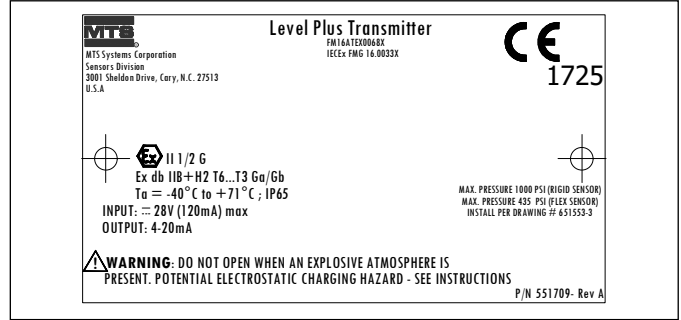 MTS
Level Plus Transmitter
FM16ATEX0068X
IECEx FMG 16.0033X
CE
1725
MTS Systems Corporation
Sensors Division
3001 Sheldon Drive, Cary, N.C. 27513
U.S.A
Ex II 1/2 G
Ex db IIB+H2 T6...T3 Ga/Gb
Ta = -40°C to +71°C ; IP65
INPUT: ⎓ 28V (120mA) max
OUTPUT: 4-20mA
MAX. PRESSURE 1000 PSI (RIGID SENSOR)
MAX. PRESSURE 435 PSI (FLEX SENSOR)
INSTALL PER DRAWING # 651553-3
WARNING: DO NOT OPEN WHEN AN EXPLOSIVE ATMOSPHERE IS
PRESENT. POTENTIAL ELECTROSTATIC CHARGING HAZARD - SEE INSTRUCTIONS
P/N 551709- Rev A